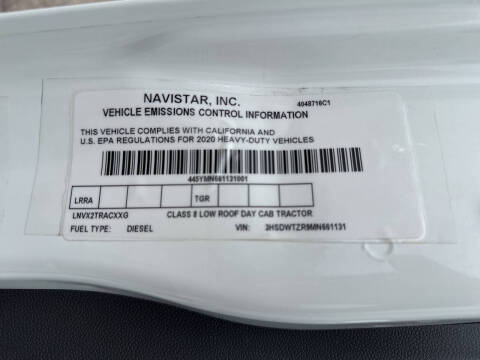 NAVISTAR, INC. 4048716C1
VEHICLE EMISSIONS CONTROL INFORMATION
THIS VEHICLE COMPLIES WITH CALIFORNIA AND
U.S. EPA REGULATIONS FOR 2020 HEAVY-DUTY VEHICLES
445YMN661131001
LRRA TGR
LNVX2TRACXXG CLASS 8 LOW ROOF DAY CAB TRACTOR
FUEL TYPE: DIESEL VIN: 3HSDWTZR9MN661131